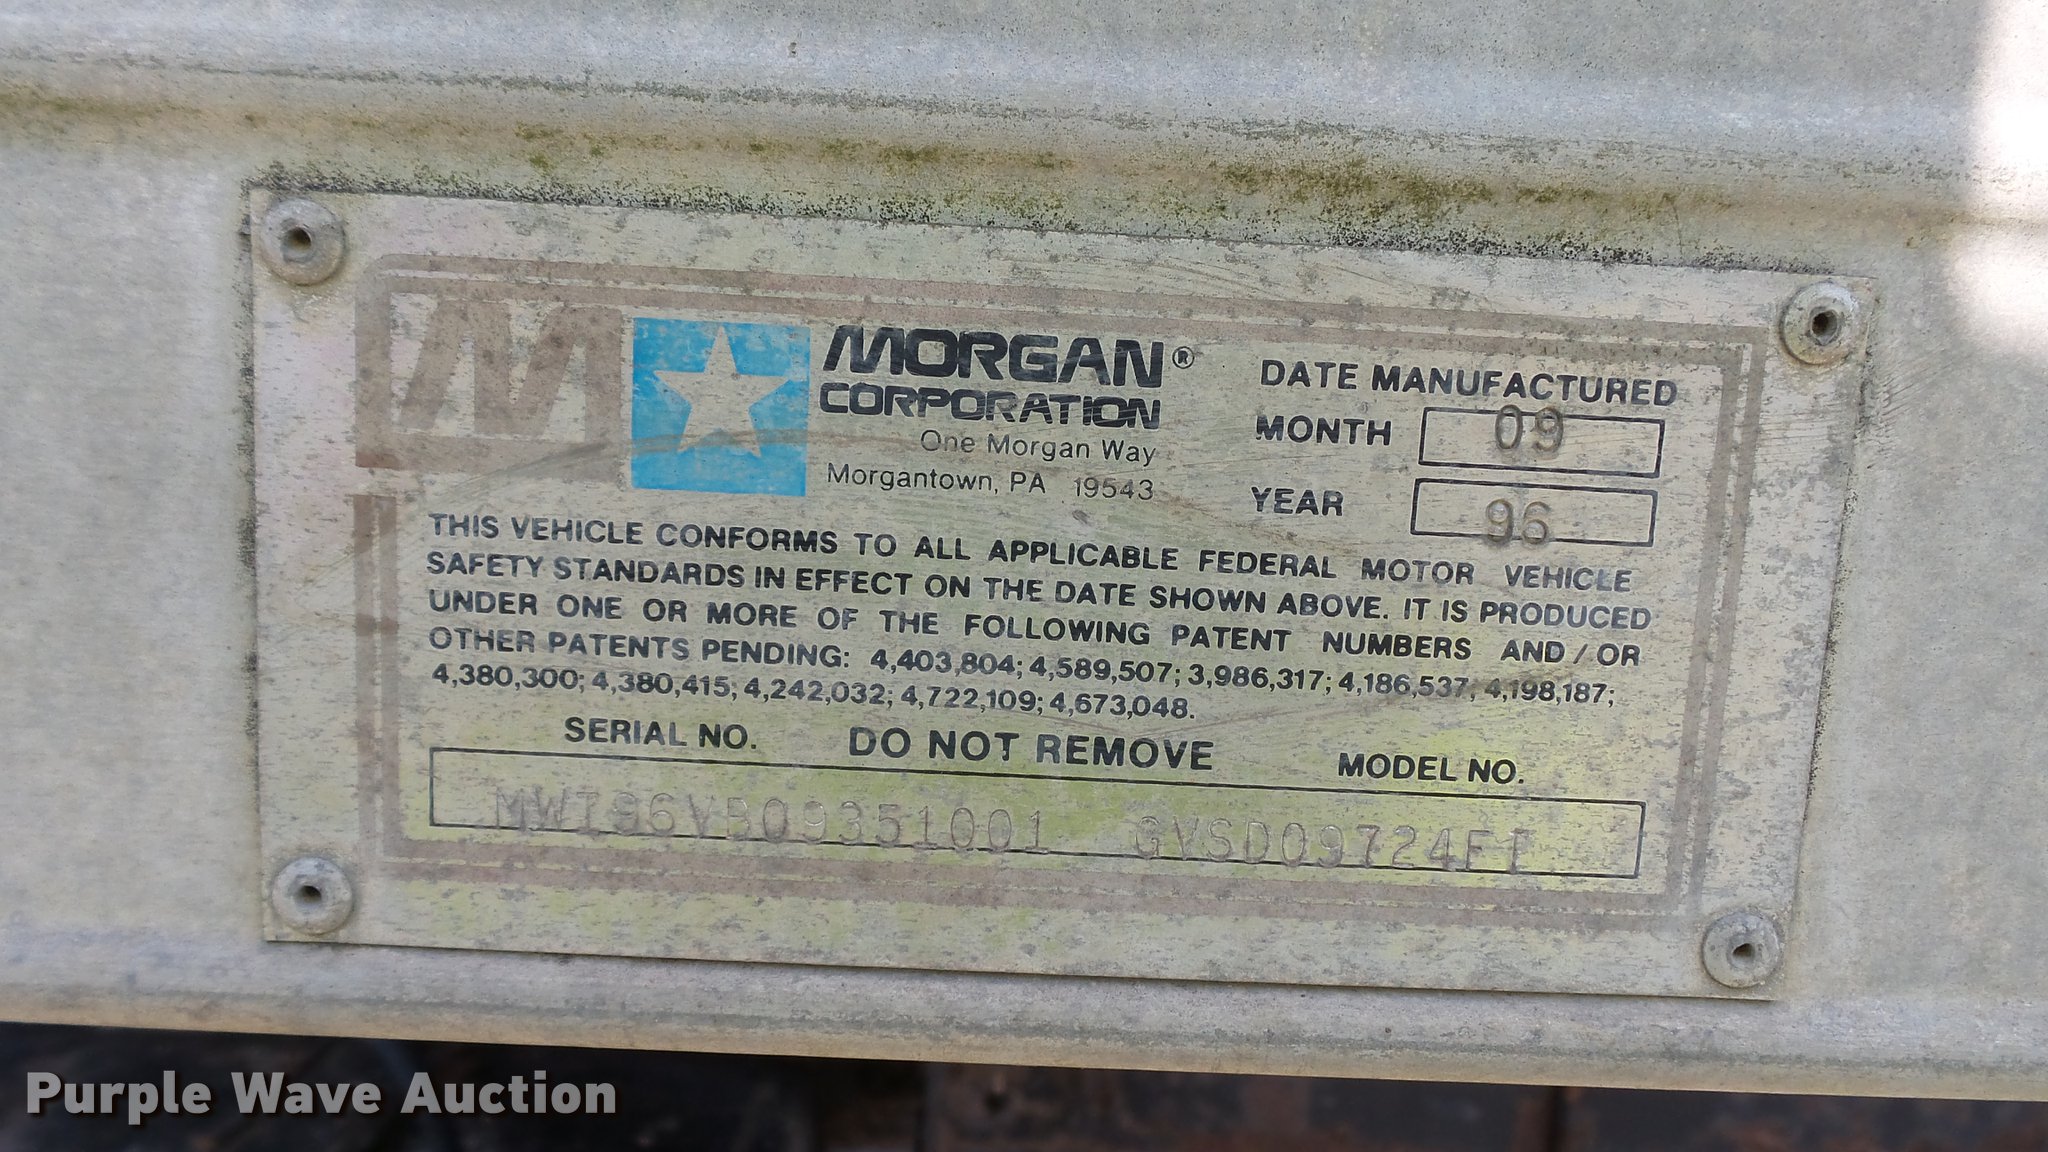 M
MORGAN®
CORPORATION
One Morgan Way
Morgantown, PA 19543
DATE MANUFACTURED
MONTH 09
YEAR 96
THIS VEHICLE CONFORMS TO ALL APPLICABLE FEDERAL MOTOR VEHICLE
SAFETY STANDARDS IN EFFECT ON THE DATE SHOWN ABOVE. IT IS PRODUCED
UNDER ONE OR MORE OF THE FOLLOWING PATENT NUMBERS AND/OR
OTHER PATENTS PENDING: 4,403,804; 4,589,507; 3,986,317; 4,186,537; 4,198,187;
4,380,300; 4,380,415; 4,242,032; 4,722,109; 4,673,048.
SERIAL NO. DO NOT REMOVE MODEL NO.
MWI96VB09351001 GVSD09724FI
Purple Wave Auction